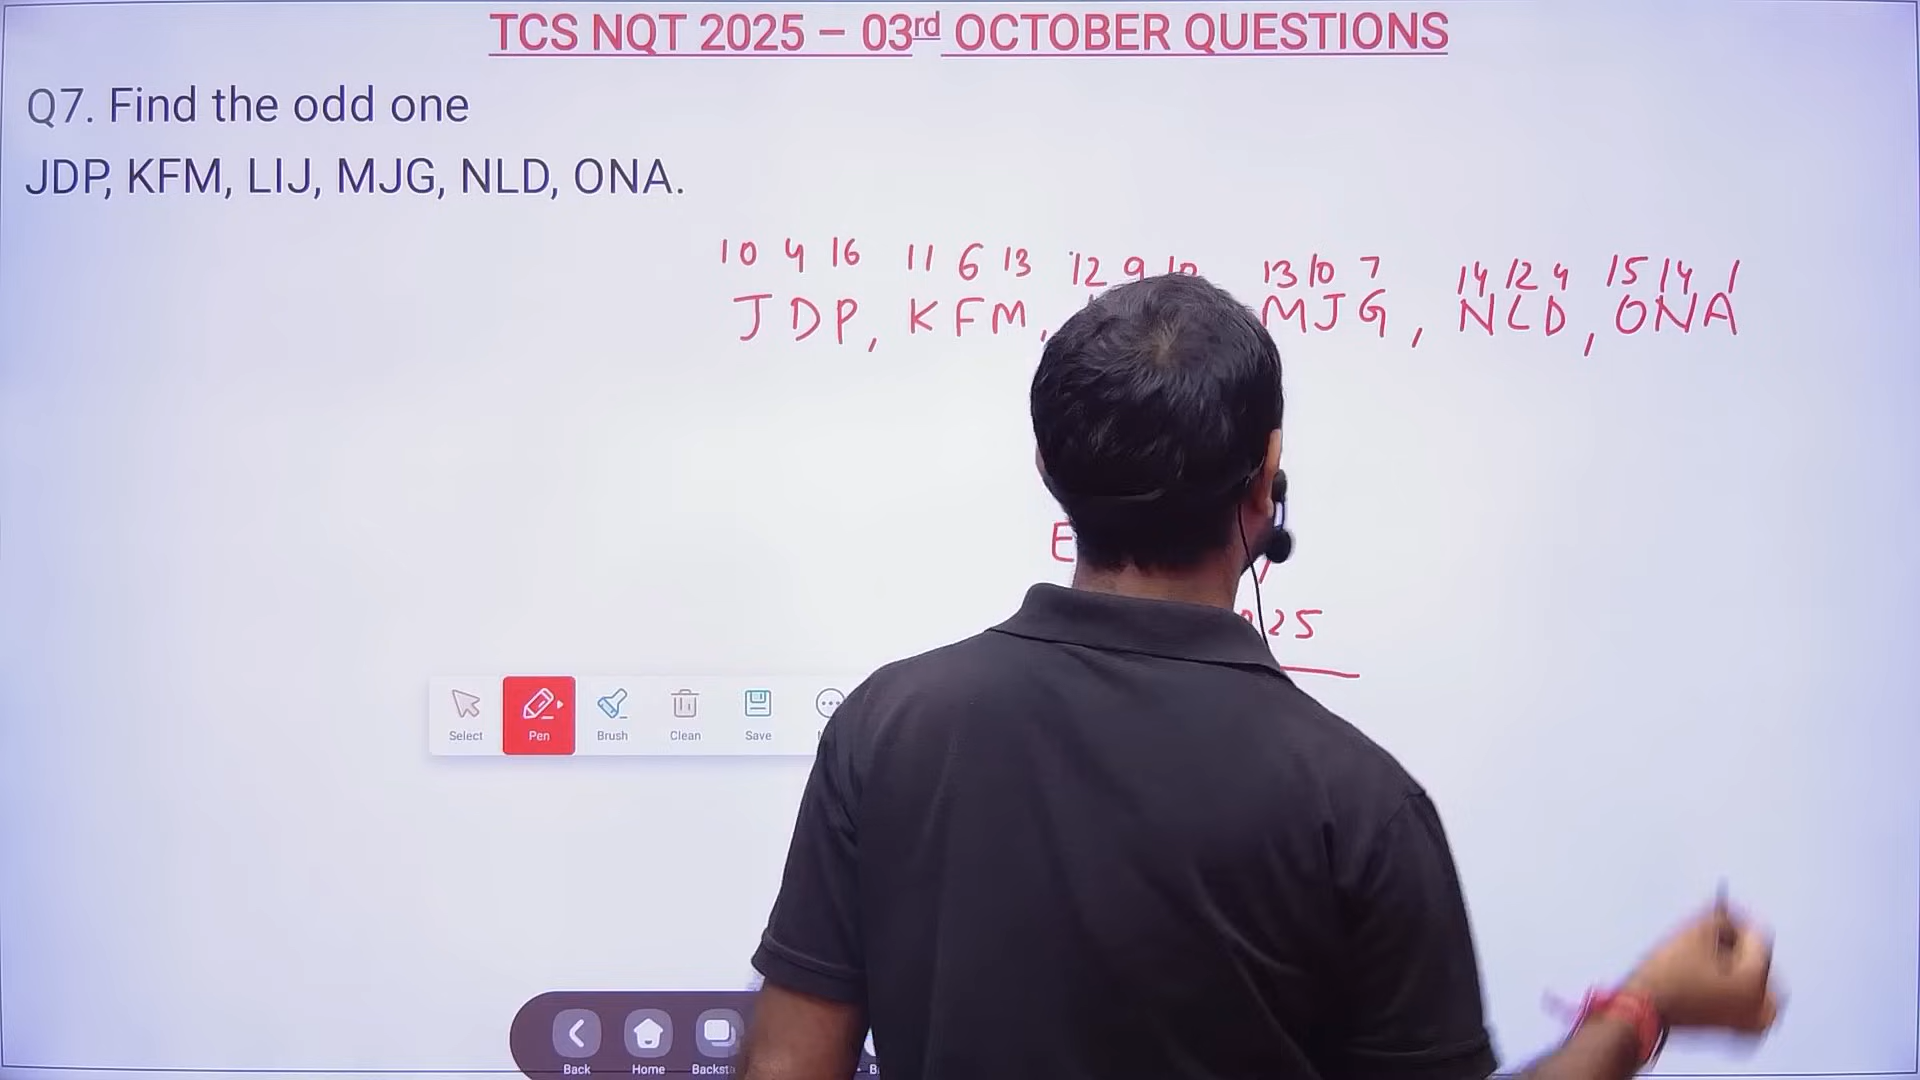 TCS NQT 2025 – 03rd OCTOBER QUESTIONS
Q7. Find the odd one
JDP, KFM, LIJ, MJG, NLD, ONA.
10 4 16 11 6 13 12 9 10 13 10 7 14 12 4 15 14 1
JDP, KFM, MJG, NLD, ONA
E
25
Select Pen Brush Clean Save
Back Home